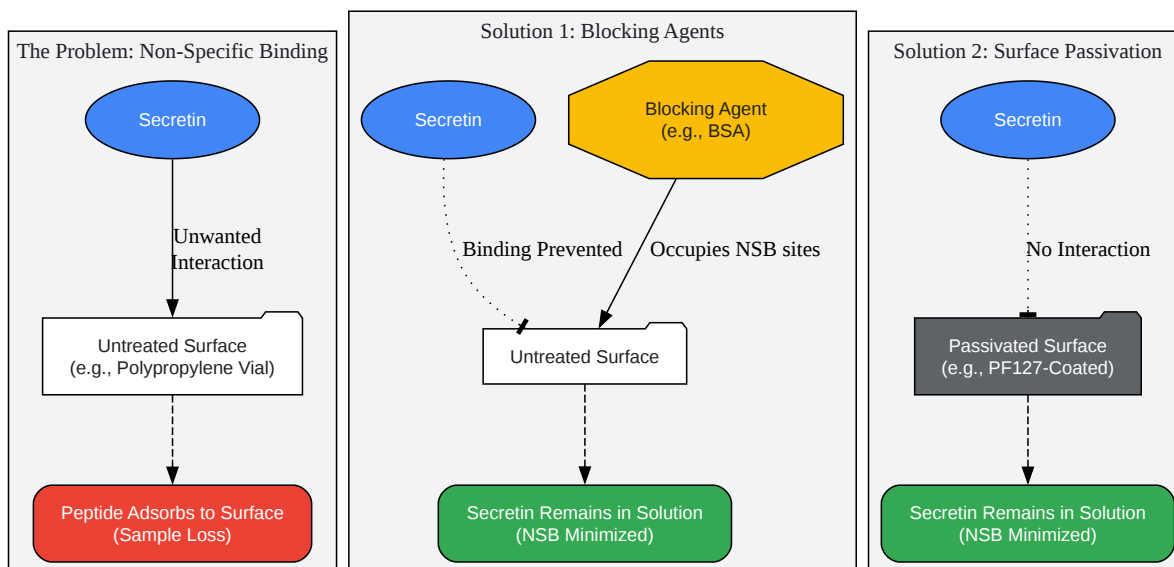 The Problem: Non-Specific Binding
Secretin
Unwanted
Interaction
Untreated Surface
(e.g., Polypropylene Vial)
Peptide Adsorbs to Surface
(Sample Loss)
Solution 1: Blocking Agents
Secretin
Blocking Agent
(e.g., BSA)
Binding Prevented
Occupies NSB sites
Untreated Surface
Secretin Remains in Solution
(NSB Minimized)
Solution 2: Surface Passivation
Secretin
No Interaction
Passivated Surface
(e.g., PF127-Coated)
Secretin Remains in Solution
(NSB Minimized)